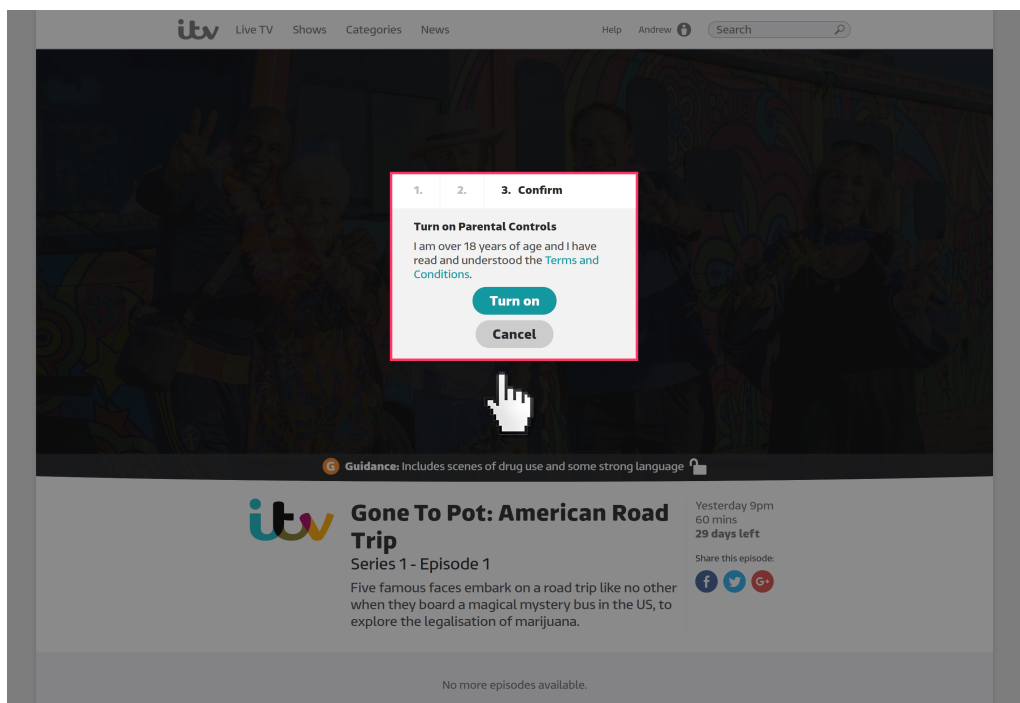 itv Live TV Shows Categories News Help Andrew Search
1. 2. 3. Confirm
Turn on Parental Controls
I am over 18 years of age and I have
read and understood the Terms and
Conditions.
Turn on
Cancel
G Guidance: Includes scenes of drug use and some strong language
itv
Gone To Pot: American Road
Trip
Series 1 - Episode 1
Five famous faces embark on a road trip like no other
when they board a magical mystery bus in the US, to
explore the legalisation of marijuana.
Yesterday 9pm
60 mins
29 days left
Share this episode:
f G+
No more episodes available.